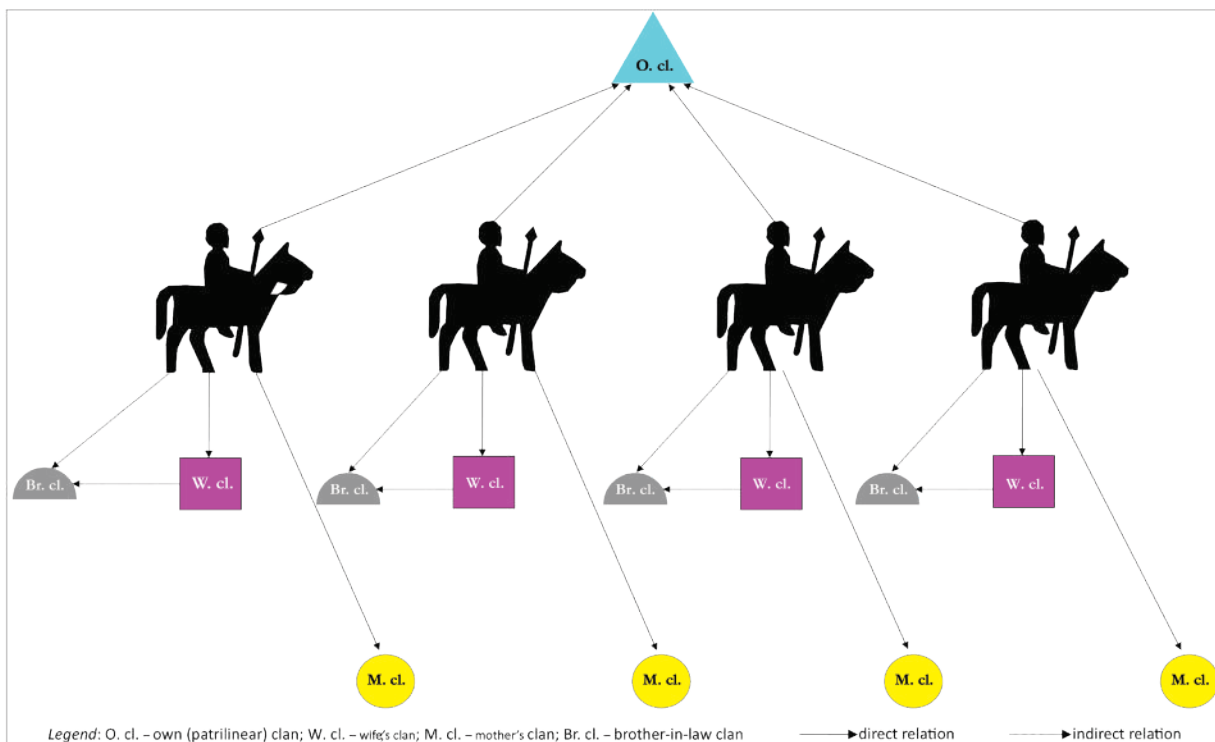 O. cl.
Br. cl. W. cl. Br. cl. W. cl. Br. cl. W. cl. Br. cl. W. cl.
M. cl. M. cl. M. cl. M. cl.
Legend: O. cl. – own (patrilinear) clan; W. cl. – wife's clan; M. cl. – mother's clan; Br. cl. – brother-in-law clan direct relation indirect relation